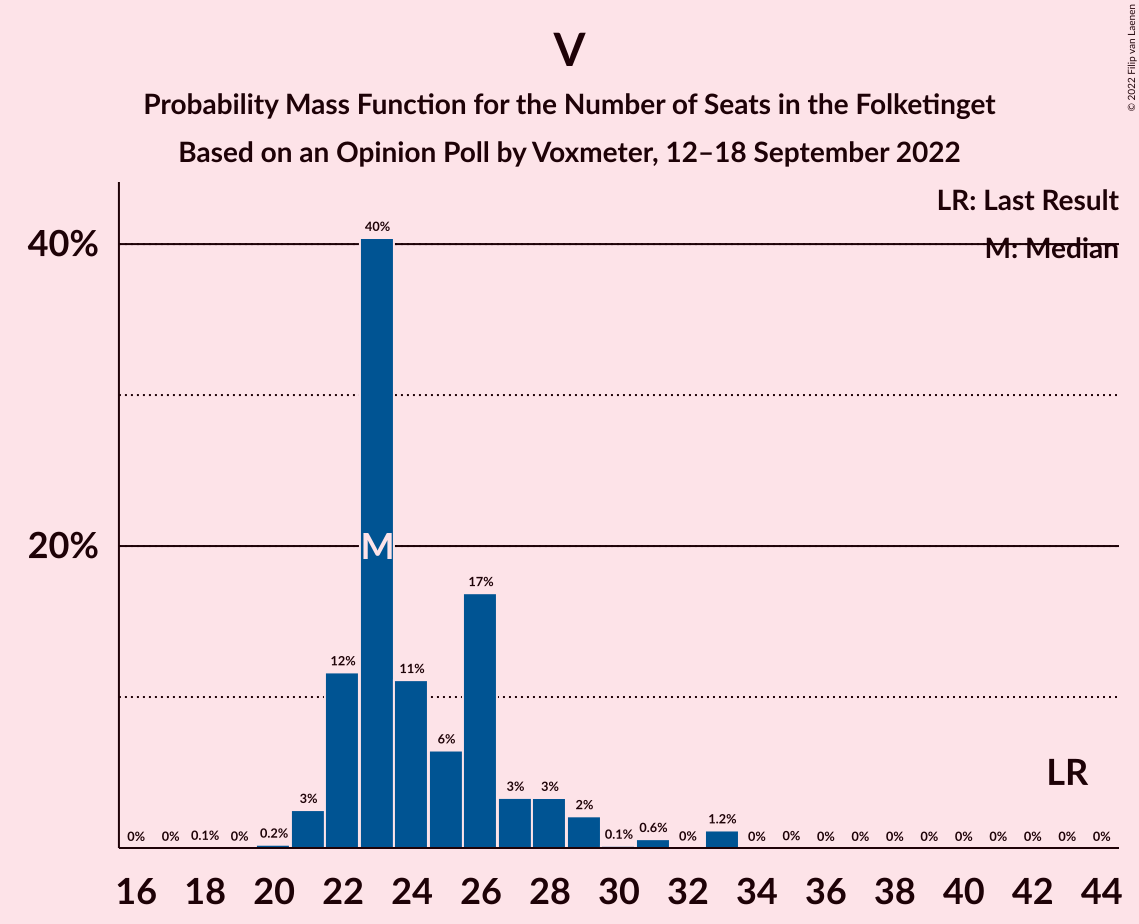 © 2022 Filip van Laenen
V
Probability Mass Function for the Number of Seats in the Folketinget
Based on an Opinion Poll by Voxmeter, 12–18 September 2022
LR: Last Result
M: Median
40%
20%
0% 0% 0.1% 0% 0.2% 3% 12% 40% 11% 6% 17% 3% 3% 2% 0.1% 0.6% 0% 1.2% 0% 0% 0% 0% 0% 0% 0% 0% 0% 0% 0%
M
LR
16 18 20 22 24 26 28 30 32 34 36 38 40 42 44